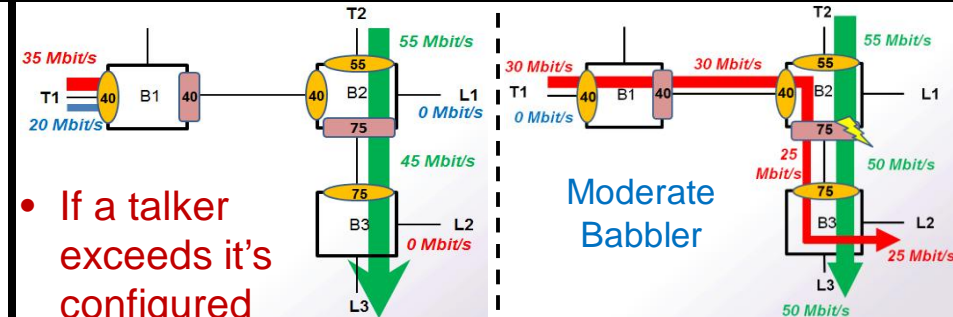 T2
35 Mbit/s
55 Mbit/s
55
T1
40
B1
40
40
B2
L1
20 Mbit/s
0 Mbit/s
75
45 Mbit/s
75
B3
L2
0 Mbit/s
L3
• If a talker
exceeds it's
configured
T2
55 Mbit/s
30 Mbit/s
30 Mbit/s
55
T1
40
B1
40
40
B2
L1
0 Mbit/s
75
25
Mbit/s
50 Mbit/s
Moderate
Babbler
75
B3
L2
25 Mbit/s
L3
50 Mbit/s